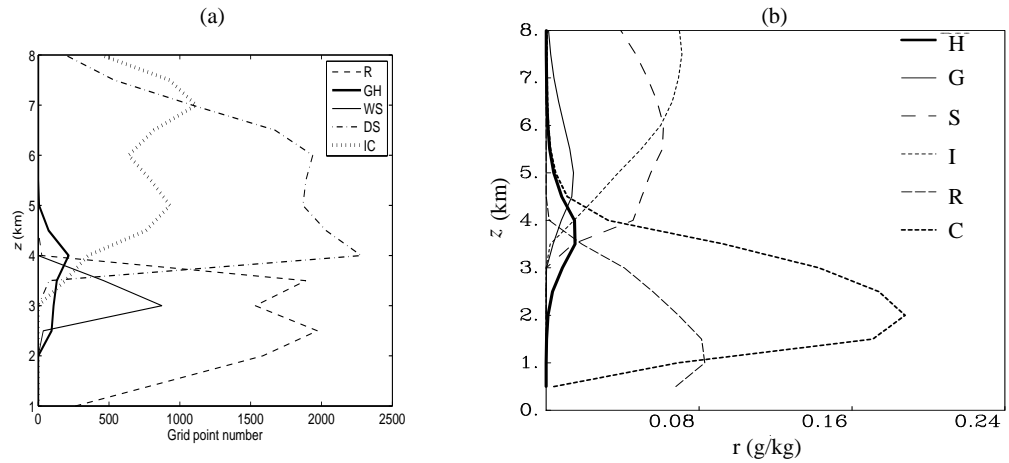 (a)
8
7
6
5
4
3
2
1
z (km)
0 500 1000 1500 2000 2500
Grid point number
R
GH
WS
DS
IC
(b)
8.
7.
6.
5.
4.
3.
2.
1.
0.
z (km)
0.08 0.16 0.24
r (g/kg)
H
G
S
I
R
C